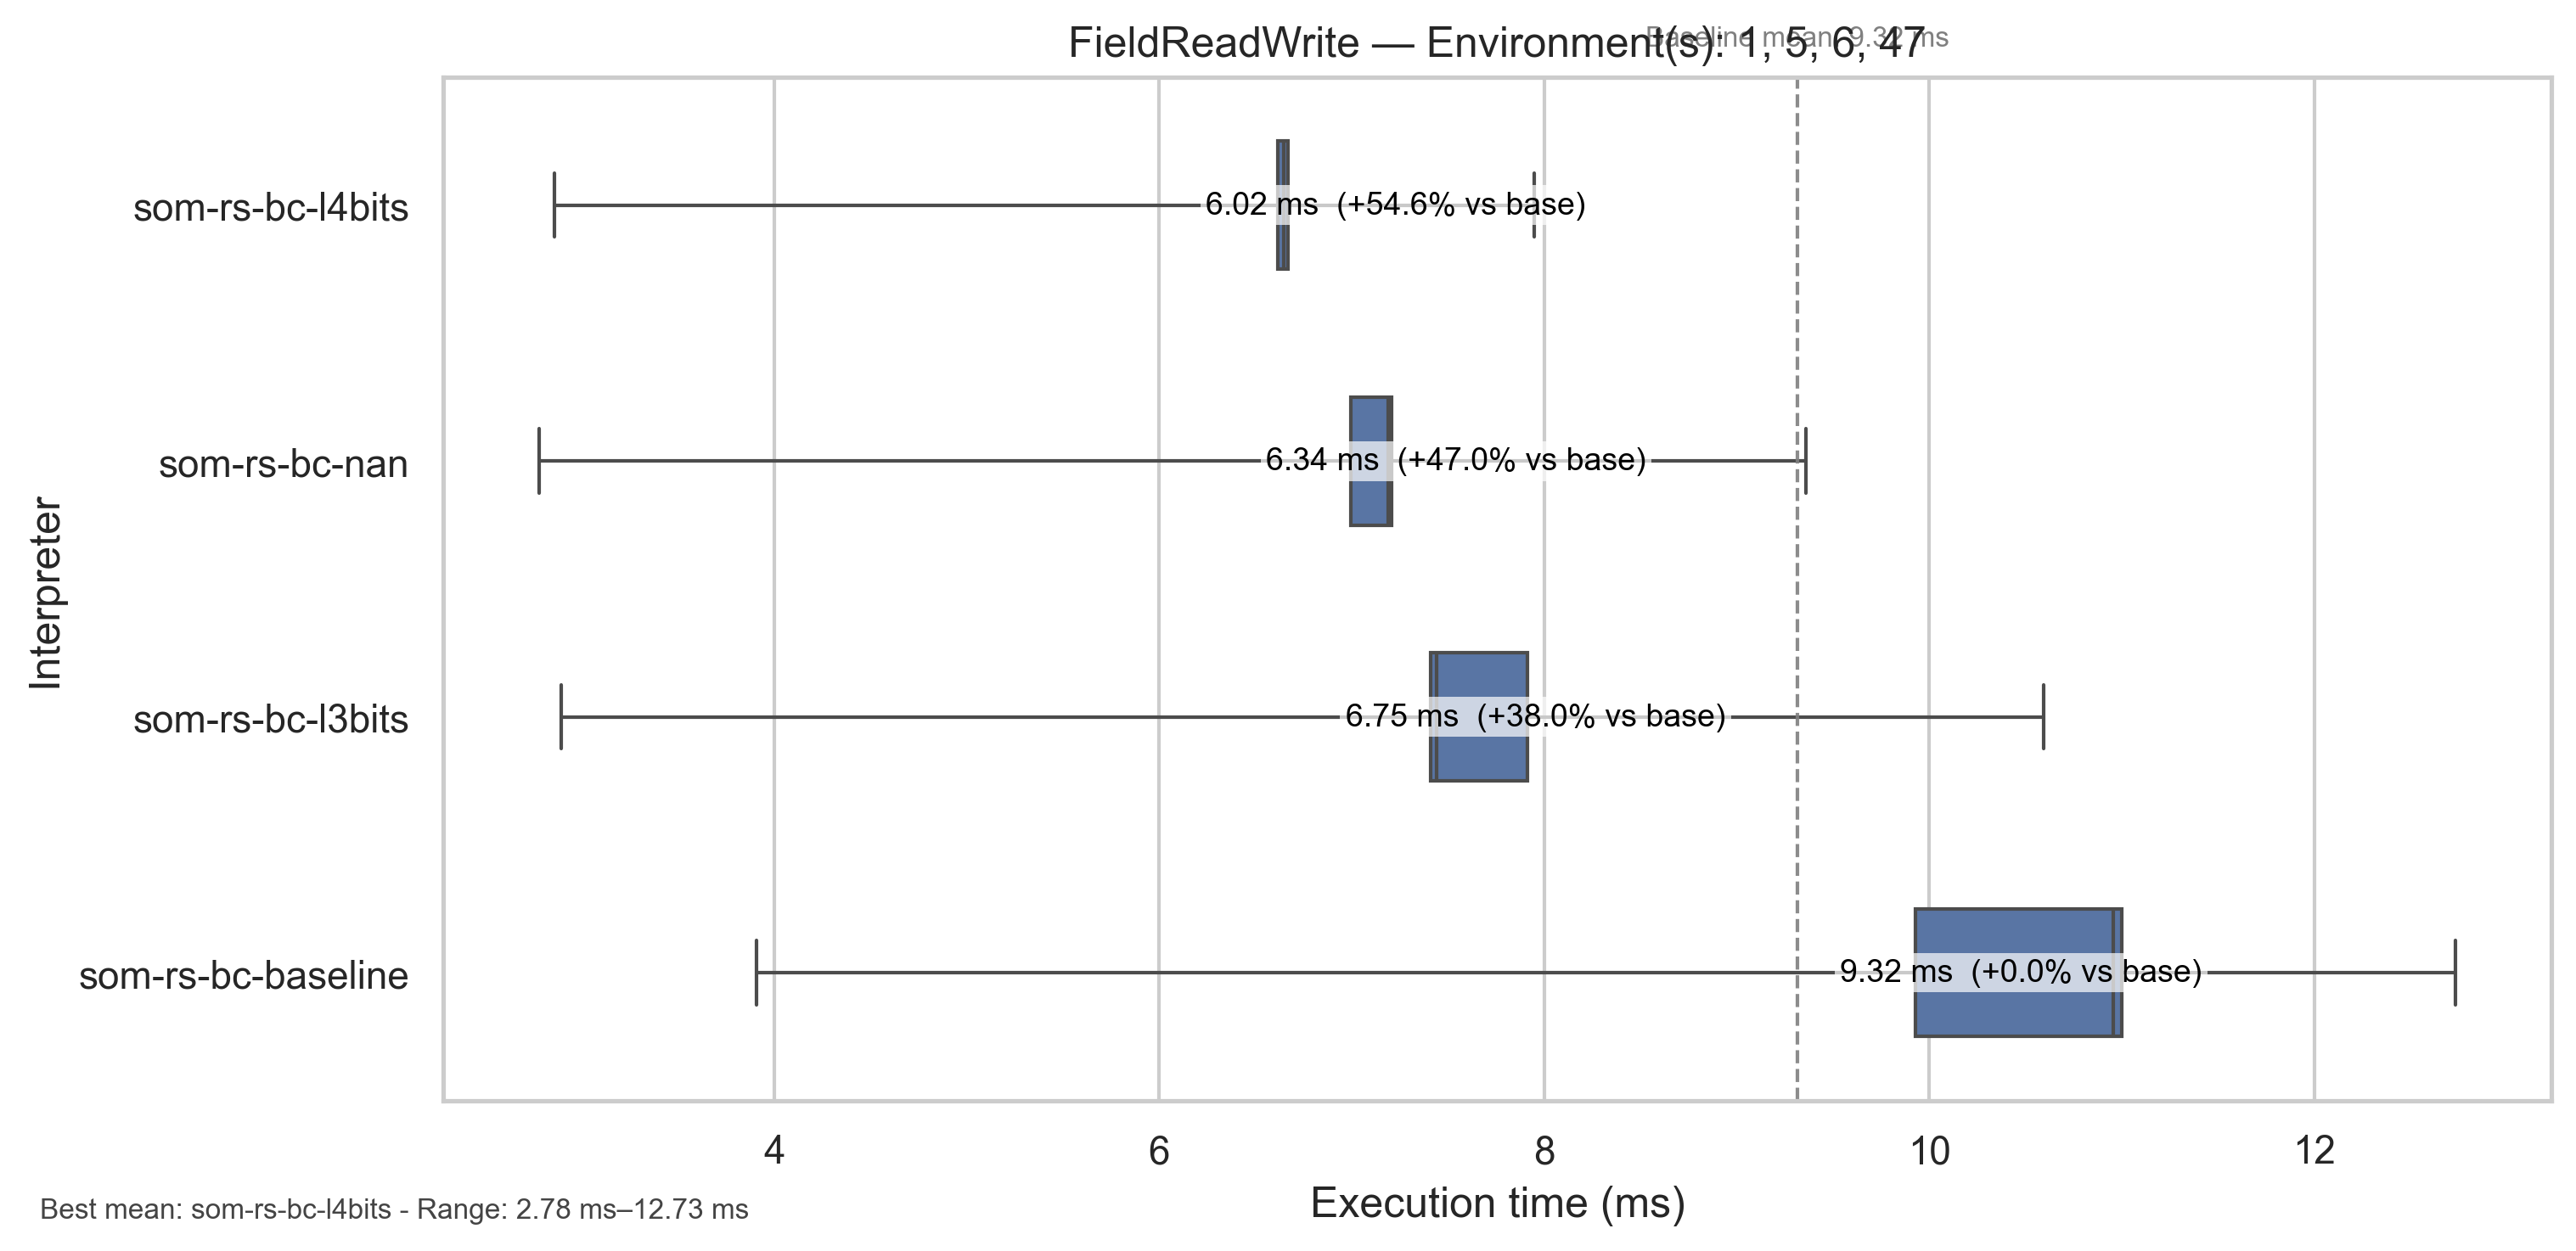 FieldReadWrite — Environment(s): 1, 5, 6, 47
Baseline mean: 9.32 ms
som-rs-bc-l4bits
6.02 ms (+54.6% vs base)
som-rs-bc-nan
6.34 ms (+47.0% vs base)
som-rs-bc-l3bits
6.75 ms (+38.0% vs base)
som-rs-bc-baseline
9.32 ms (+0.0% vs base)
Interpreter
4 6 8 10 12
Execution time (ms)
Best mean: som-rs-bc-l4bits - Range: 2.78 ms–12.73 ms